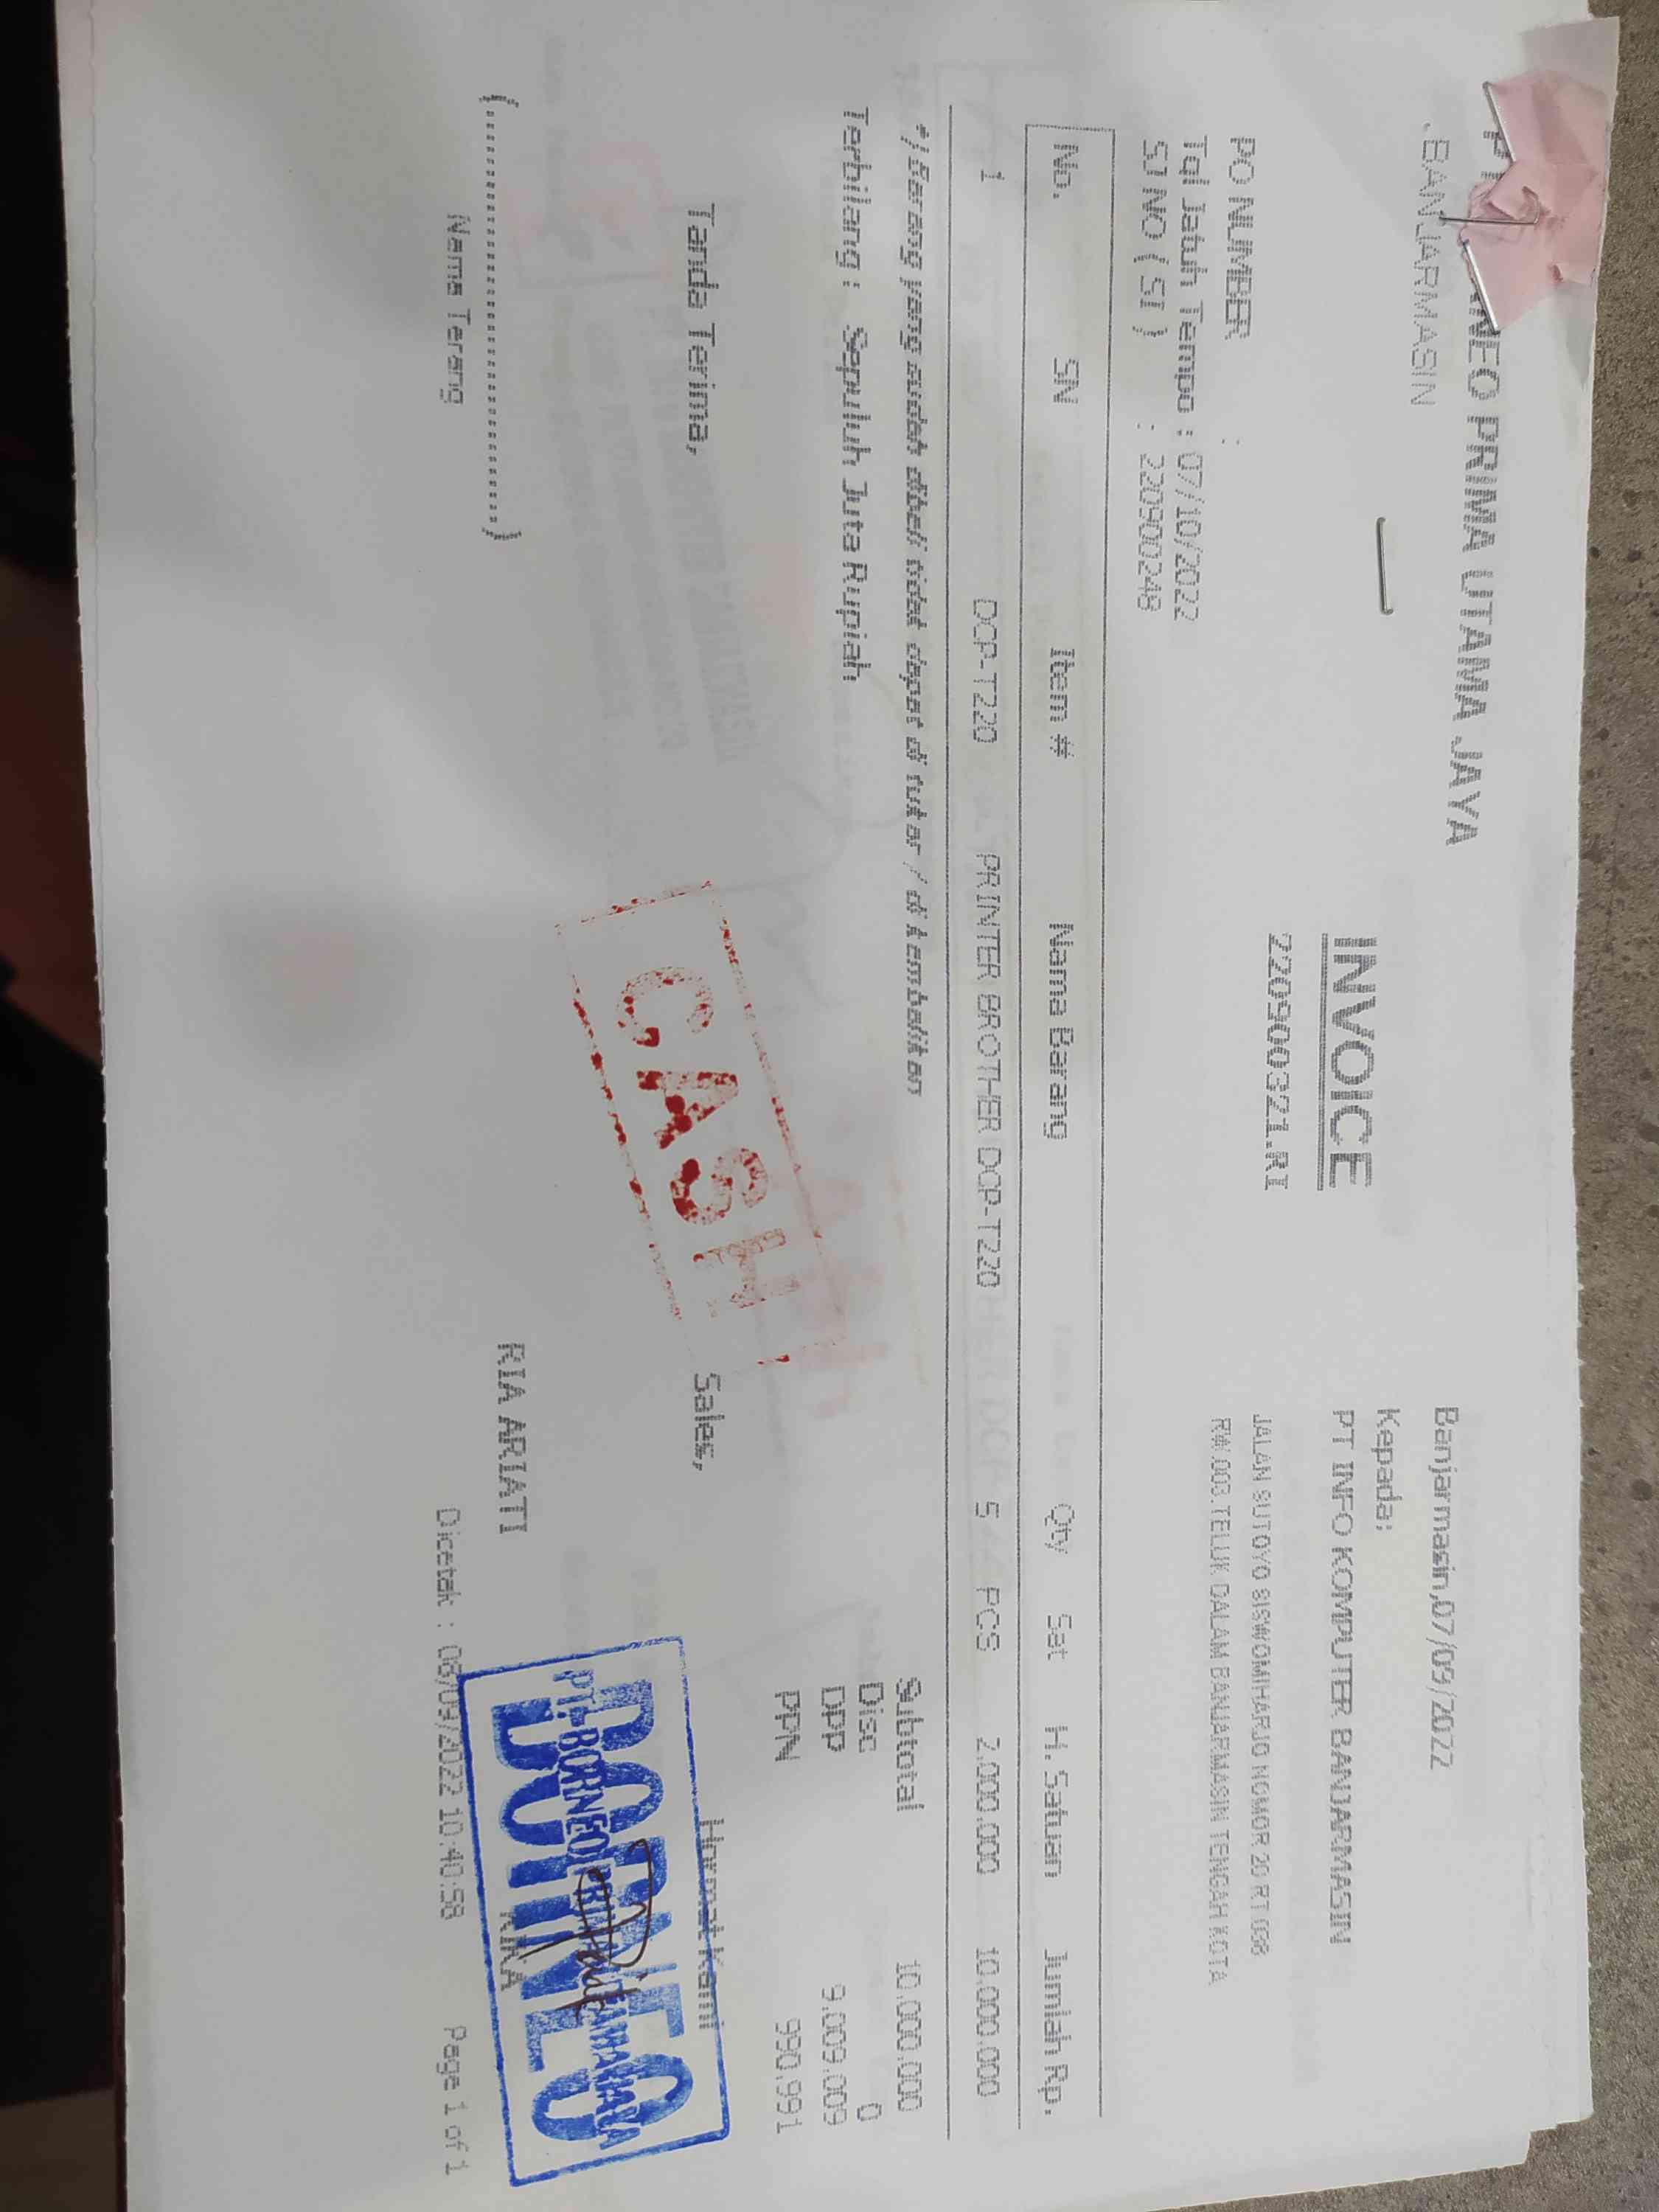 NEO PRIMA UTAMA JAYA
.BANJARMASIN
INVOICE
22090321.RI
Banjarmasin,07/09/2022
Kepada:
PT INFO KOMPUTER BANJARMASIN
JALAN SUTOYO SISWOMIHARJO NOMOR 20 RT.008
RW.003.TELUK DALAM BANJARMASIN TENGAH KOTA
PO NUMBER :
Tgl Jatuh Tempo : 07/10/2022
SJ NO ( SI ) : 22090248
No. SN Item # Nama Barang Qty Sat H. Satuan Jumlah Rp.
1 DCP-T220 PRINTER BROTHER DCP-T220 5 PCS 2.000.000 10.000.000
*) Barang yang sudah dibeli tidak dapat di tukar / di kembalikan
Terbilang : Sepuluh Juta Rupiah
Subtotal 10.000.000
Disc 0
DPP 9.009.009
PPN 990.991
Tanda Terima,
Sales,
Hormat Kami
CASH
BORNEO
PT. BORNEO PRIMA UTAMA JAYA
(..............................)
Nama Terang
RIA ARIATI
Dicetak : 08/09/2022 10:40:58
Page 1 of 1